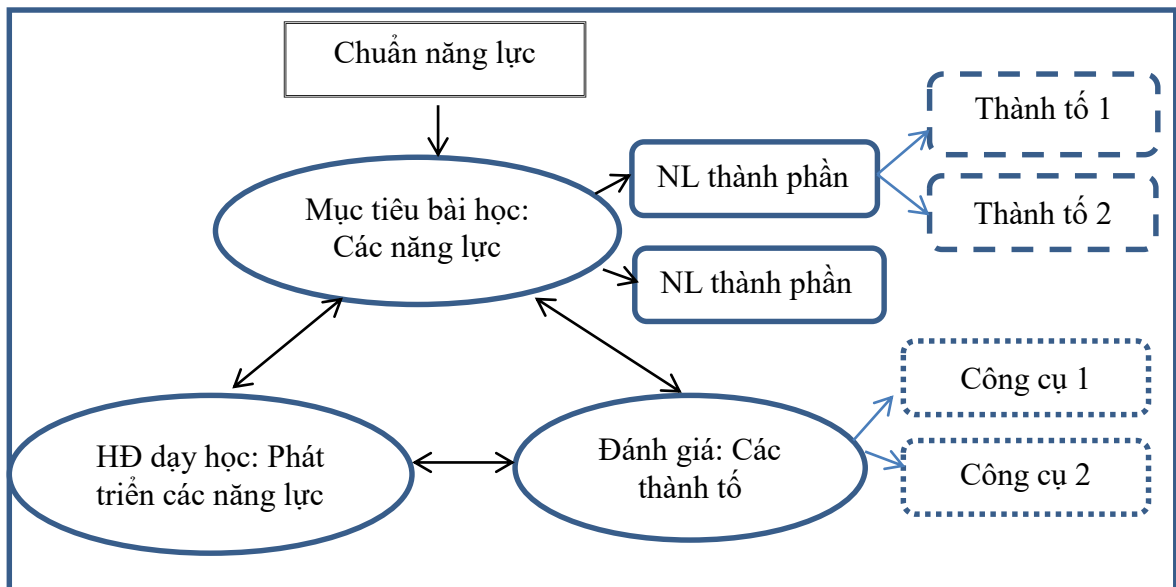 Chuẩn năng lực
Thành tố 1
NL thành phần
Mục tiêu bài học:
Các năng lực
Thành tố 2
NL thành phần
Công cụ 1
HĐ dạy học: Phát
triển các năng lực
Đánh giá: Các
thành tố
Công cụ 2